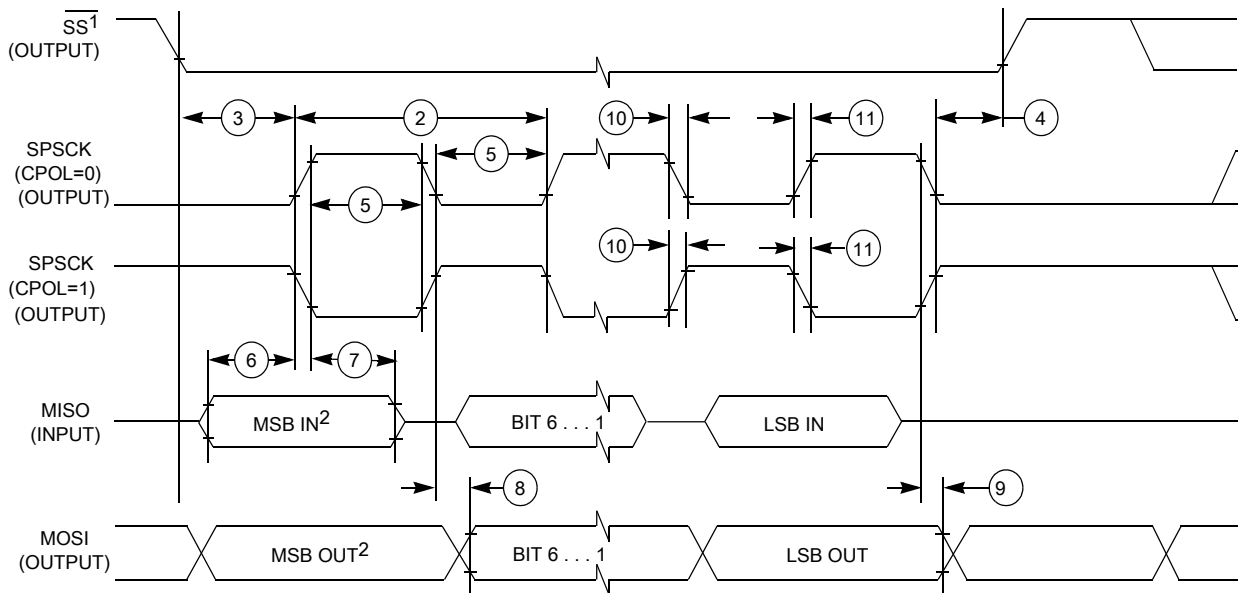 SS1
(OUTPUT)
3
2
10
11
4
SPSCK
(CPOL=0)
(OUTPUT)
5
5
10
11
SPSCK
(CPOL=1)
(OUTPUT)
6
7
MISO
(INPUT)
MSB IN2
BIT 6 . . . 1
LSB IN
8
9
MOSI
(OUTPUT)
MSB OUT2
BIT 6 . . . 1
LSB OUT